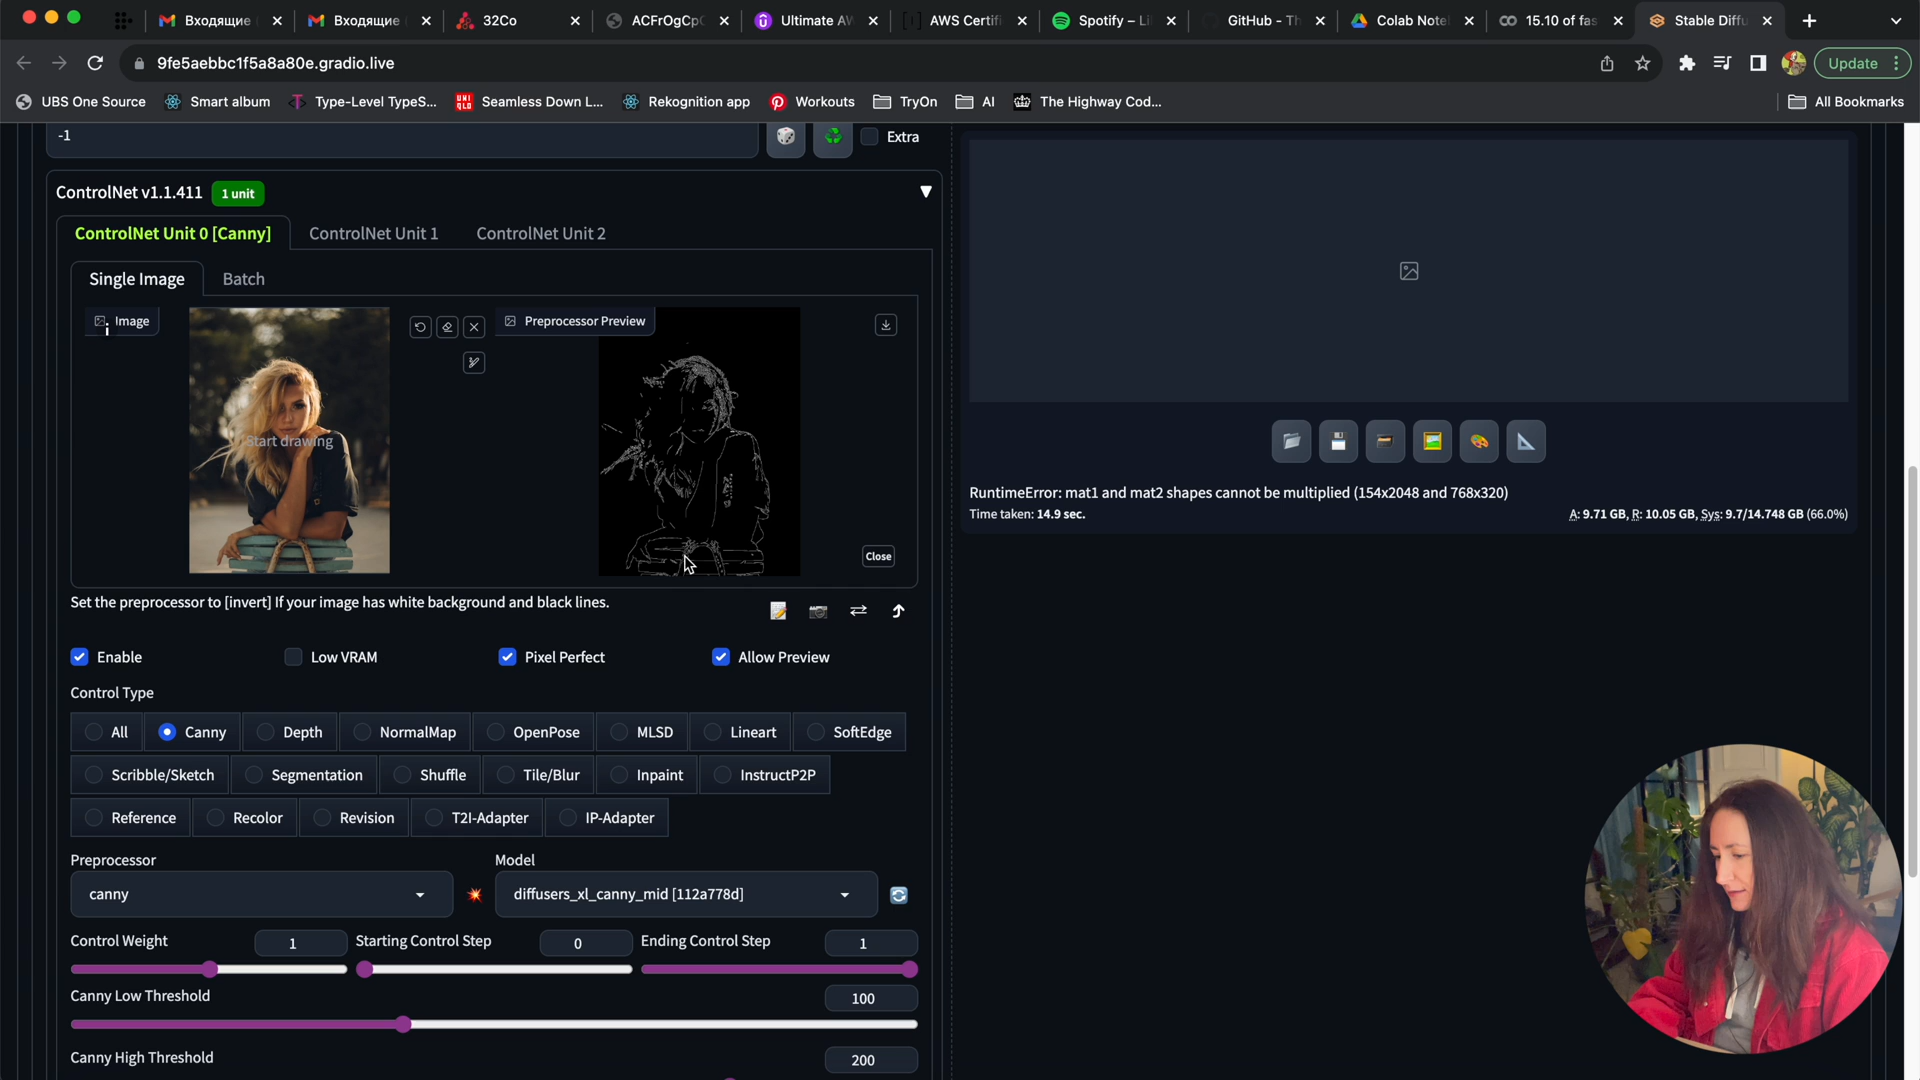 Входящие
Входящие
32Co
ACFrOgCpC
Ultimate AW
AWS Certifi
Spotify – Li
GitHub - Th
Colab Note
15.10 of fas
Stable Diffu
9fe5aebbc1f5a8a80e.gradio.live
Update
UBS One Source
Smart album
Type-Level TypeS...
Seamless Down L...
Rekognition app
Workouts
TryOn
AI
The Highway Cod...
All Bookmarks
-1
Extra
ControlNet v1.1.411 1 unit
ControlNet Unit 0 [Canny] ControlNet Unit 1 ControlNet Unit 2
Single Image Batch
Image
Start drawing
Preprocessor Preview
Close
Set the preprocessor to [invert] If your image has white background and black lines.
Enable Low VRAM Pixel Perfect Allow Preview
Control Type
All Canny Depth NormalMap OpenPose MLSD Lineart SoftEdge
Scribble/Sketch Segmentation Shuffle Tile/Blur Inpaint InstructP2P
Reference Recolor Revision T2I-Adapter IP-Adapter
Preprocessor Model
canny diffusers_xl_canny_mid [112a778d]
Control Weight 1 Starting Control Step 0 Ending Control Step 1
Canny Low Threshold 100
Canny High Threshold 200
RuntimeError: mat1 and mat2 shapes cannot be multiplied (154x2048 and 768x320)
Time taken: 14.9 sec. A: 9.71 GB, R: 10.05 GB, Sys: 9.7/14.748 GB (66.0%)